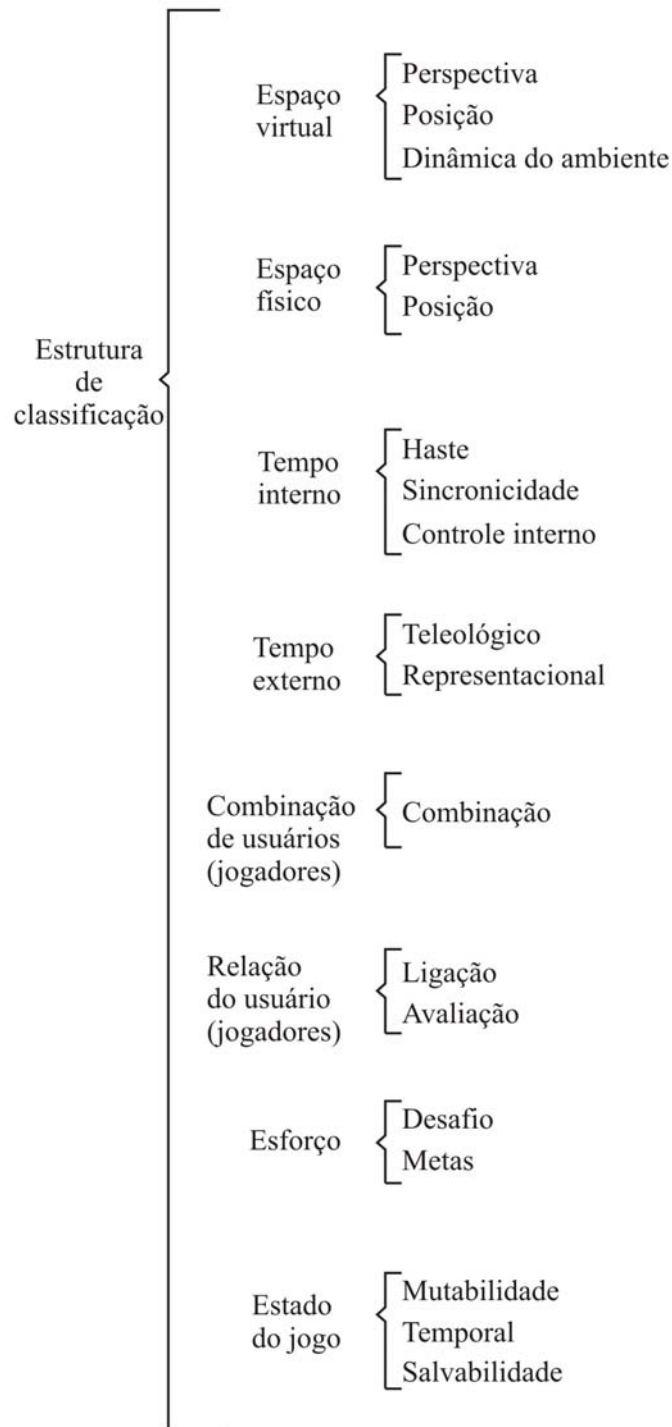 Estrutura
de
classificação
Espaço
virtual
Perspectiva
Posição
Dinâmica do ambiente
Espaço
físico
Perspectiva
Posição
Tempo
interno
Haste
Sincronicidade
Controle interno
Tempo
externo
Teleológico
Representacional
Combinação
de usuários
(jogadores)
Combinação
Relação
do usuário
(jogadores)
Ligação
Avaliação
Esforço
Desafio
Metas
Estado
do jogo
Mutabilidade
Temporal
Salvabilidade